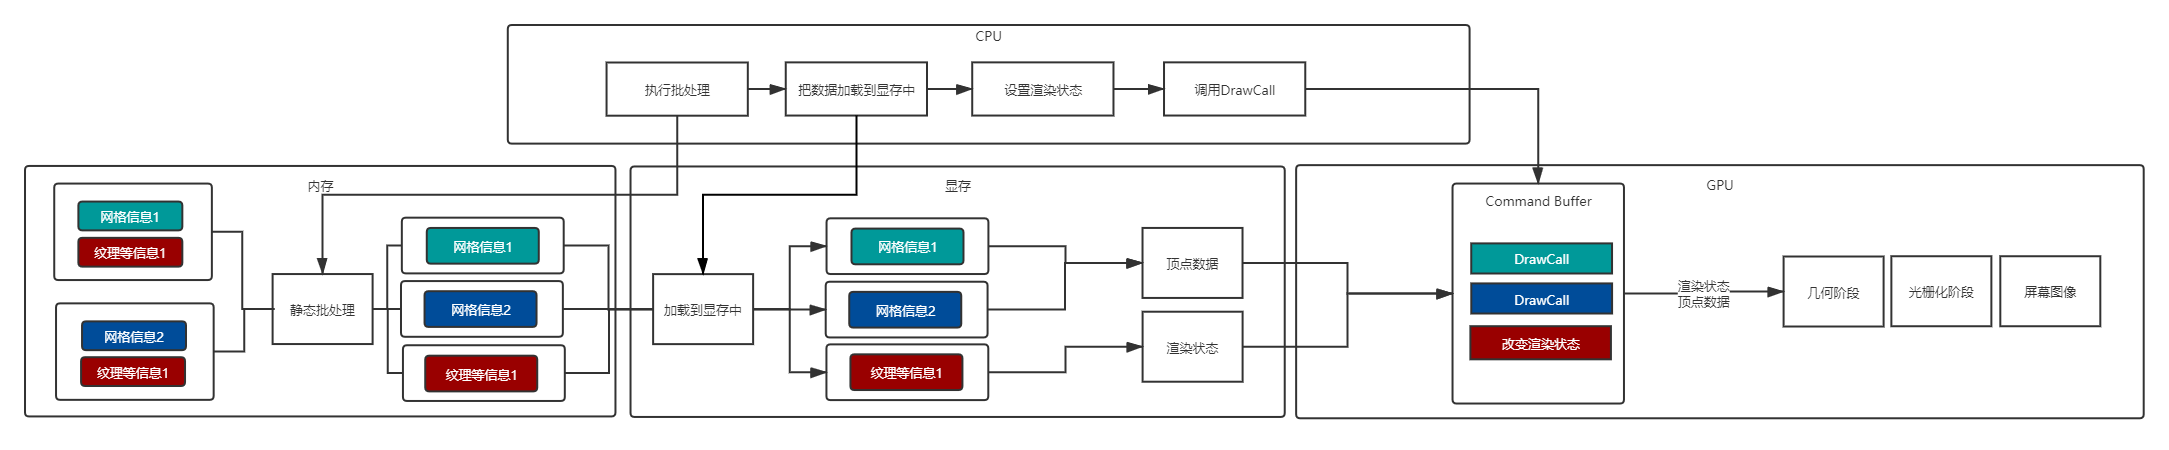 CPU
执行批处理
把数据加载到显存中
设置渲染状态
调用DrawCall
内存
网格信息1
纹理等信息1
网格信息2
纹理等信息1
静态批处理
网格信息1
网格信息2
纹理等信息1
显存
加载到显存中
网格信息1
网格信息2
纹理等信息1
顶点数据
渲染状态
GPU
Command Buffer
DrawCall
DrawCall
改变渲染状态
渲染状态
顶点数据
几何阶段
光栅化阶段
屏幕图像